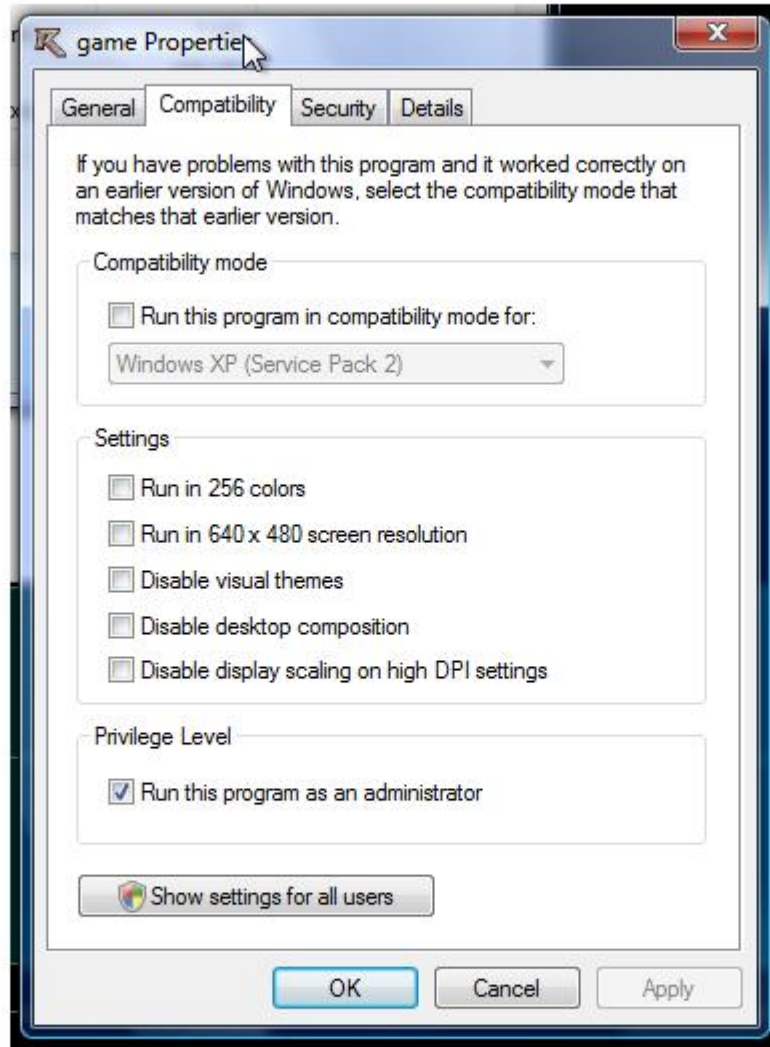 game Propertie
General Compatibility Security Details
If you have problems with this program and it worked correctly on
an earlier version of Windows, select the compatibility mode that
matches that earlier version.
Compatibility mode
Run this program in compatibility mode for:
Windows XP (Service Pack 2)
Settings
Run in 256 colors
Run in 640 x 480 screen resolution
Disable visual themes
Disable desktop composition
Disable display scaling on high DPI settings
Privilege Level
Run this program as an administrator
Show settings for all users
OK Cancel Apply